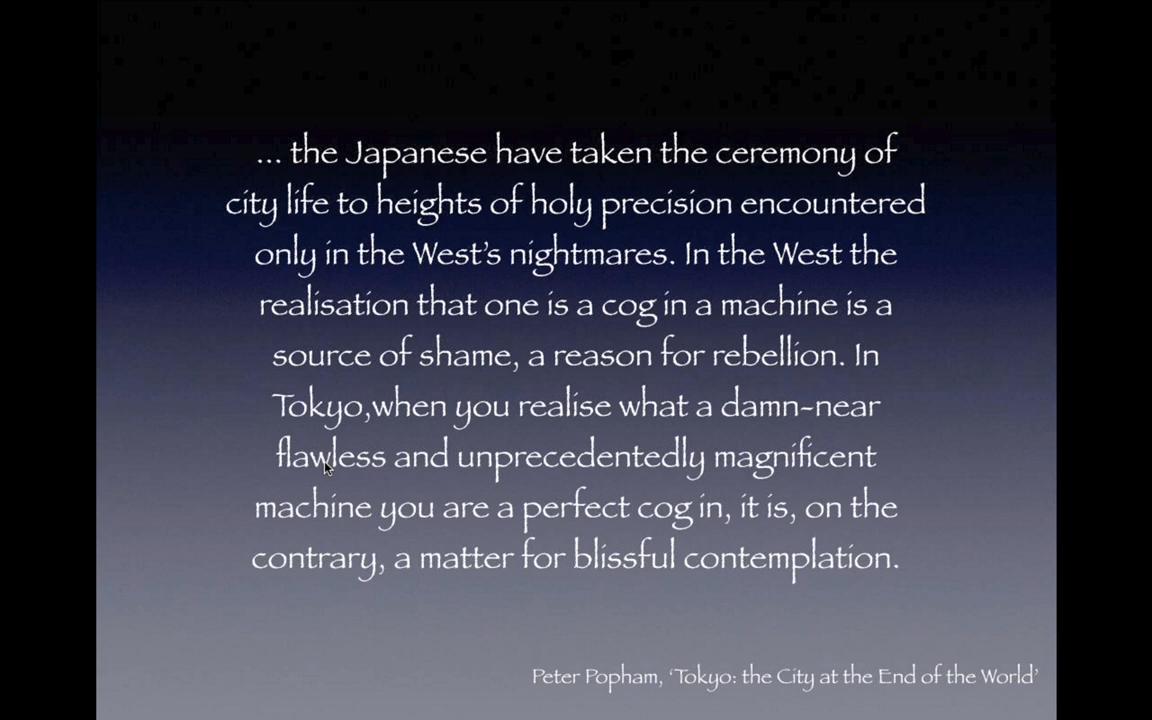 ... the Japanese have taken the ceremony of
city life to heights of holy precision encountered
only in the West’s nightmares. In the West the
realisation that one is a cog in a machine is a
source of shame, a reason for rebellion. In
Tokyo,when you realise what a damn-near
flawless and unprecedentedly magnificent
machine you are a perfect cog in, it is, on the
contrary, a matter for blissful contemplation.
Peter Popham, ‘Tokyo: the City at the End of the World’